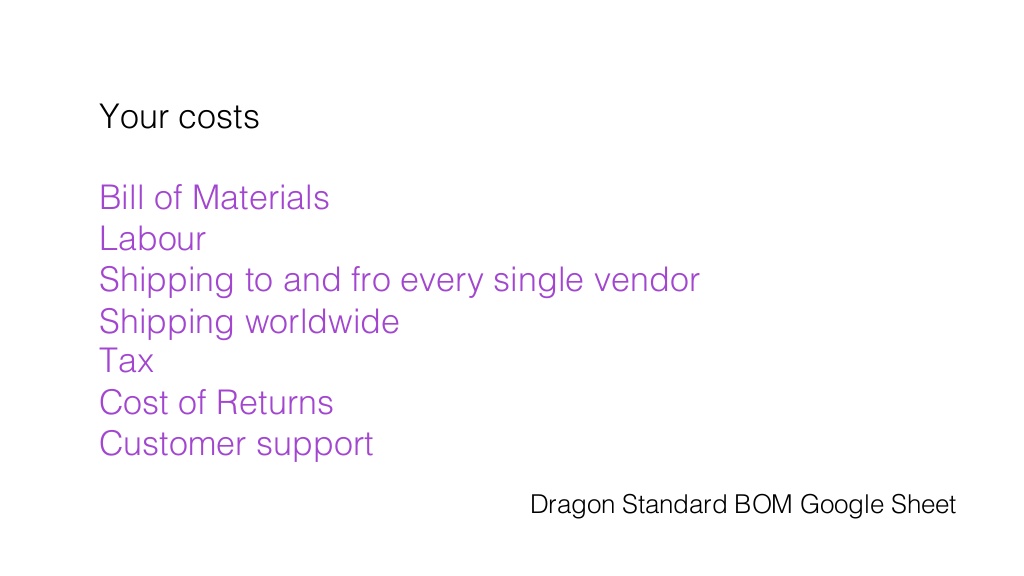 Your costs
Bill of Materials
Labour
Shipping to and fro every single vendor
Shipping worldwide
Tax
Cost of Returns
Customer support
Dragon Standard BOM Google Sheet